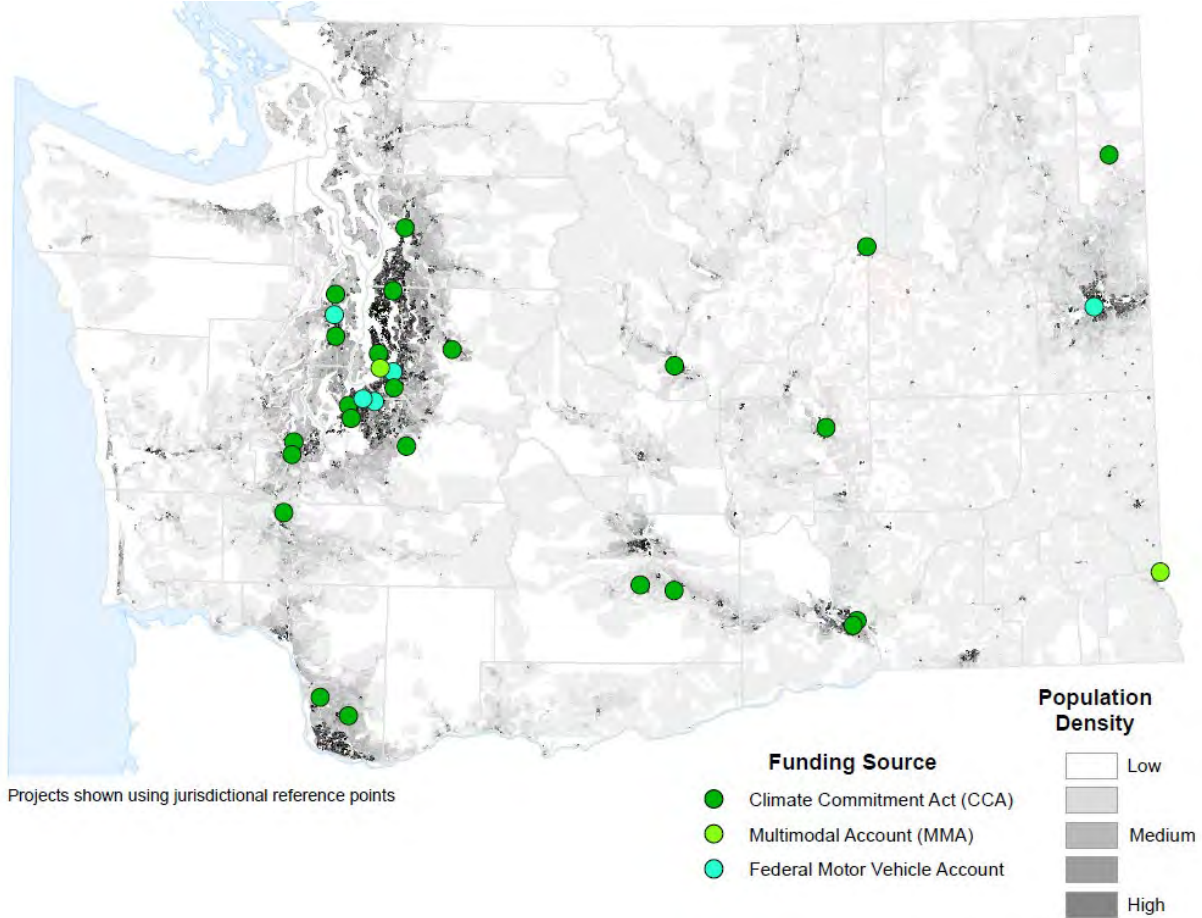 Projects shown using jurisdictional reference points
Funding Source
Climate Commitment Act (CCA)
Multimodal Account (MMA)
Federal Motor Vehicle Account
Population
Density
Low
Medium
High